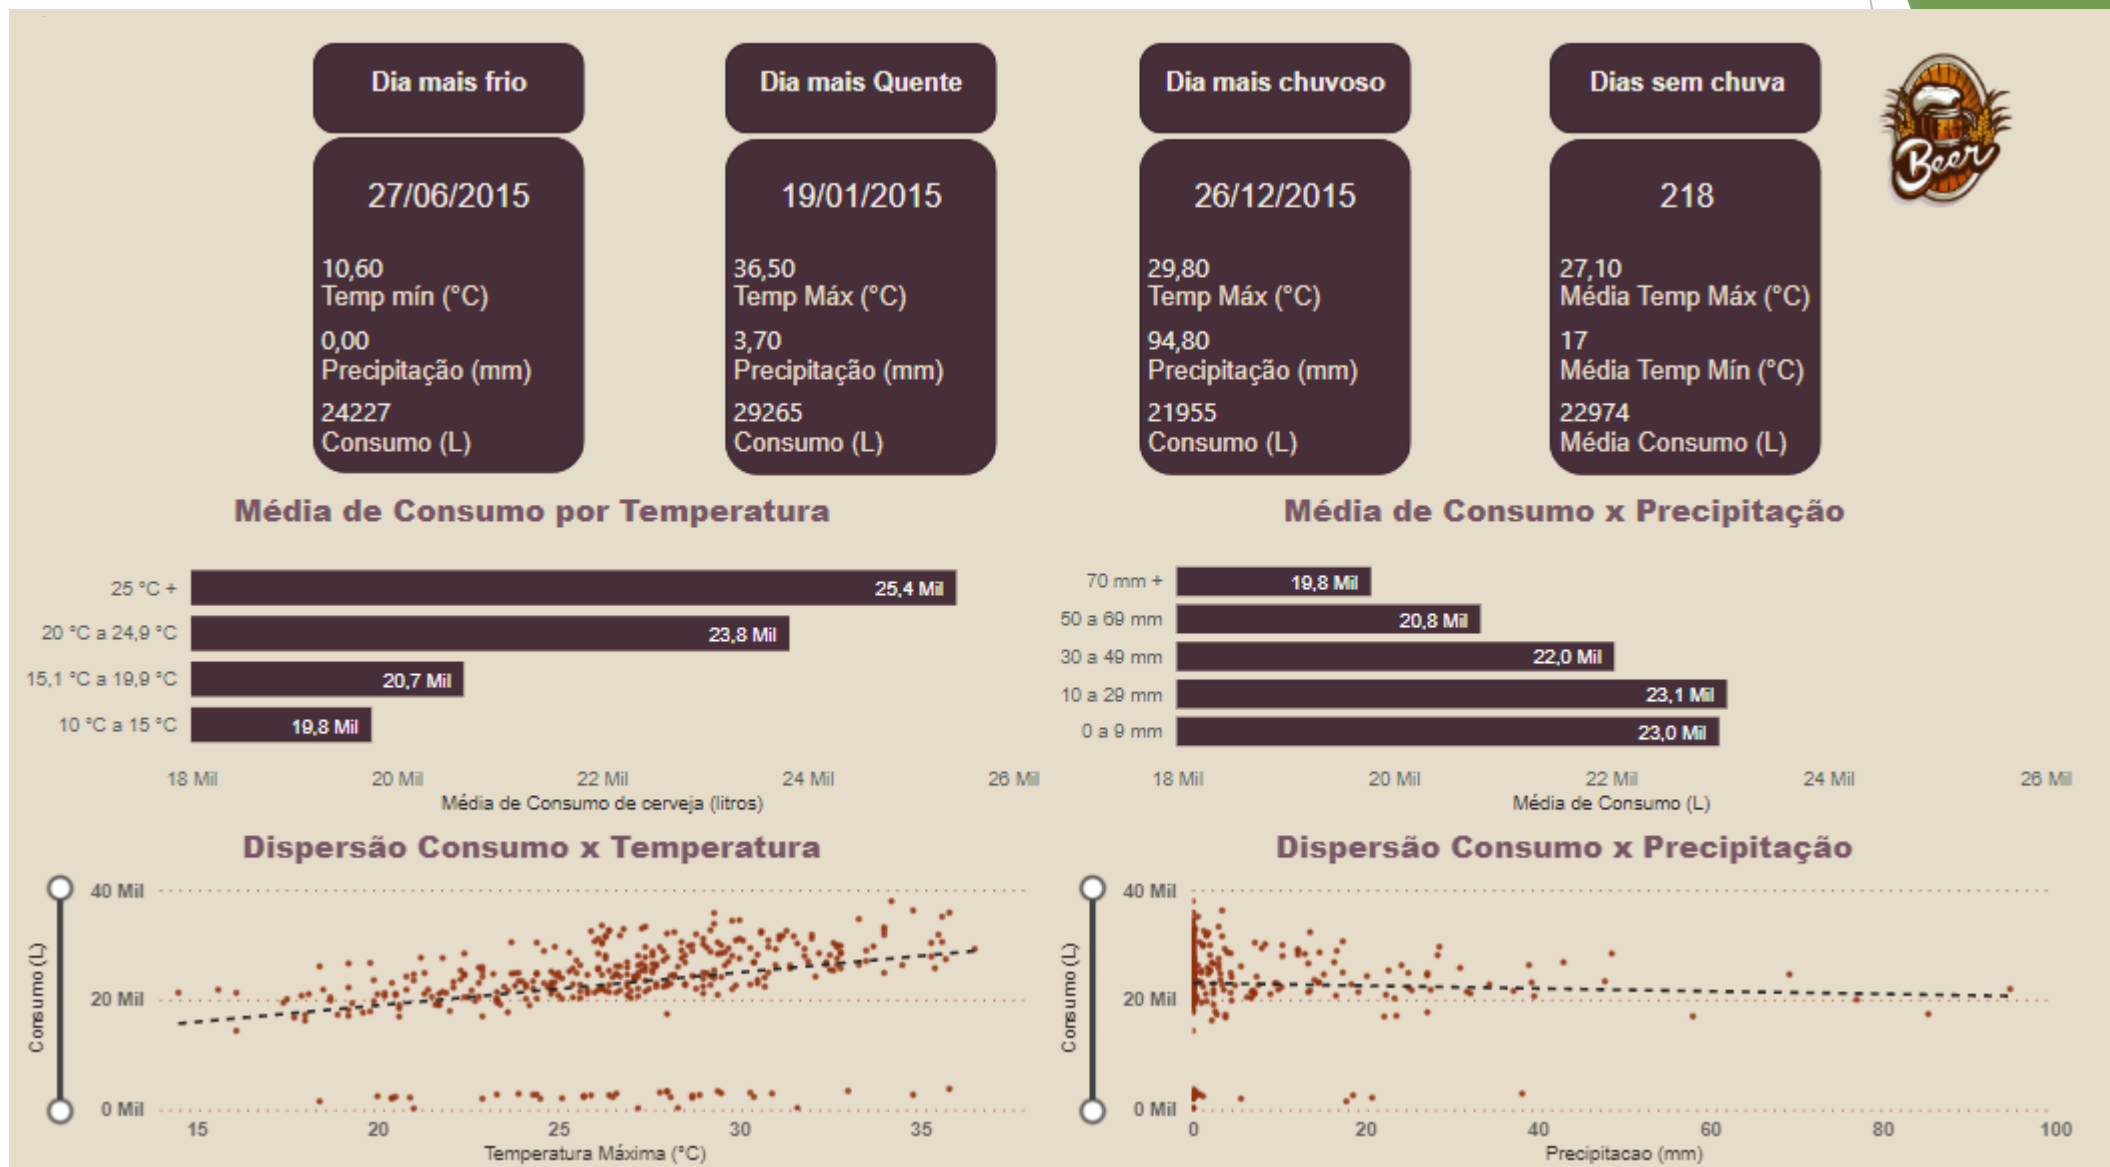 Dia mais frio
27/06/2015
10,60
Temp mín (°C)
0,00
Precipitação (mm)
24227
Consumo (L)
Dia mais Quente
19/01/2015
36,50
Temp Máx (°C)
3,70
Precipitação (mm)
29265
Consumo (L)
Dia mais chuvoso
26/12/2015
29,80
Temp Máx (°C)
94,80
Precipitação (mm)
21955
Consumo (L)
Dias sem chuva
218
27,10
Média Temp Máx (°C)
17
Média Temp Mín (°C)
22974
Média Consumo (L)
Beer
Média de Consumo por Temperatura
25 °C +
25,4 Mil
20 °C a 24,9 °C
23,8 Mil
15,1 °C a 19,9 °C
20,7 Mil
10 °C a 15 °C
19,8 Mil
18 Mil 20 Mil 22 Mil 24 Mil 26 Mil
Média de Consumo de cerveja (litros)
Média de Consumo x Precipitação
70 mm +
19,8 Mil
50 a 69 mm
20,8 Mil
30 a 49 mm
22,0 Mil
10 a 29 mm
23,1 Mil
0 a 9 mm
23,0 Mil
18 Mil 20 Mil 22 Mil 24 Mil 26 Mil
Média de Consumo (L)
Dispersão Consumo x Temperatura
Consumo (L)
40 Mil
20 Mil
0 Mil
15 20 25 30 35
Temperatura Máxima (°C)
Dispersão Consumo x Precipitação
Consumo (L)
40 Mil
20 Mil
0 Mil
0 20 40 60 80 100
Precipitacao (mm)